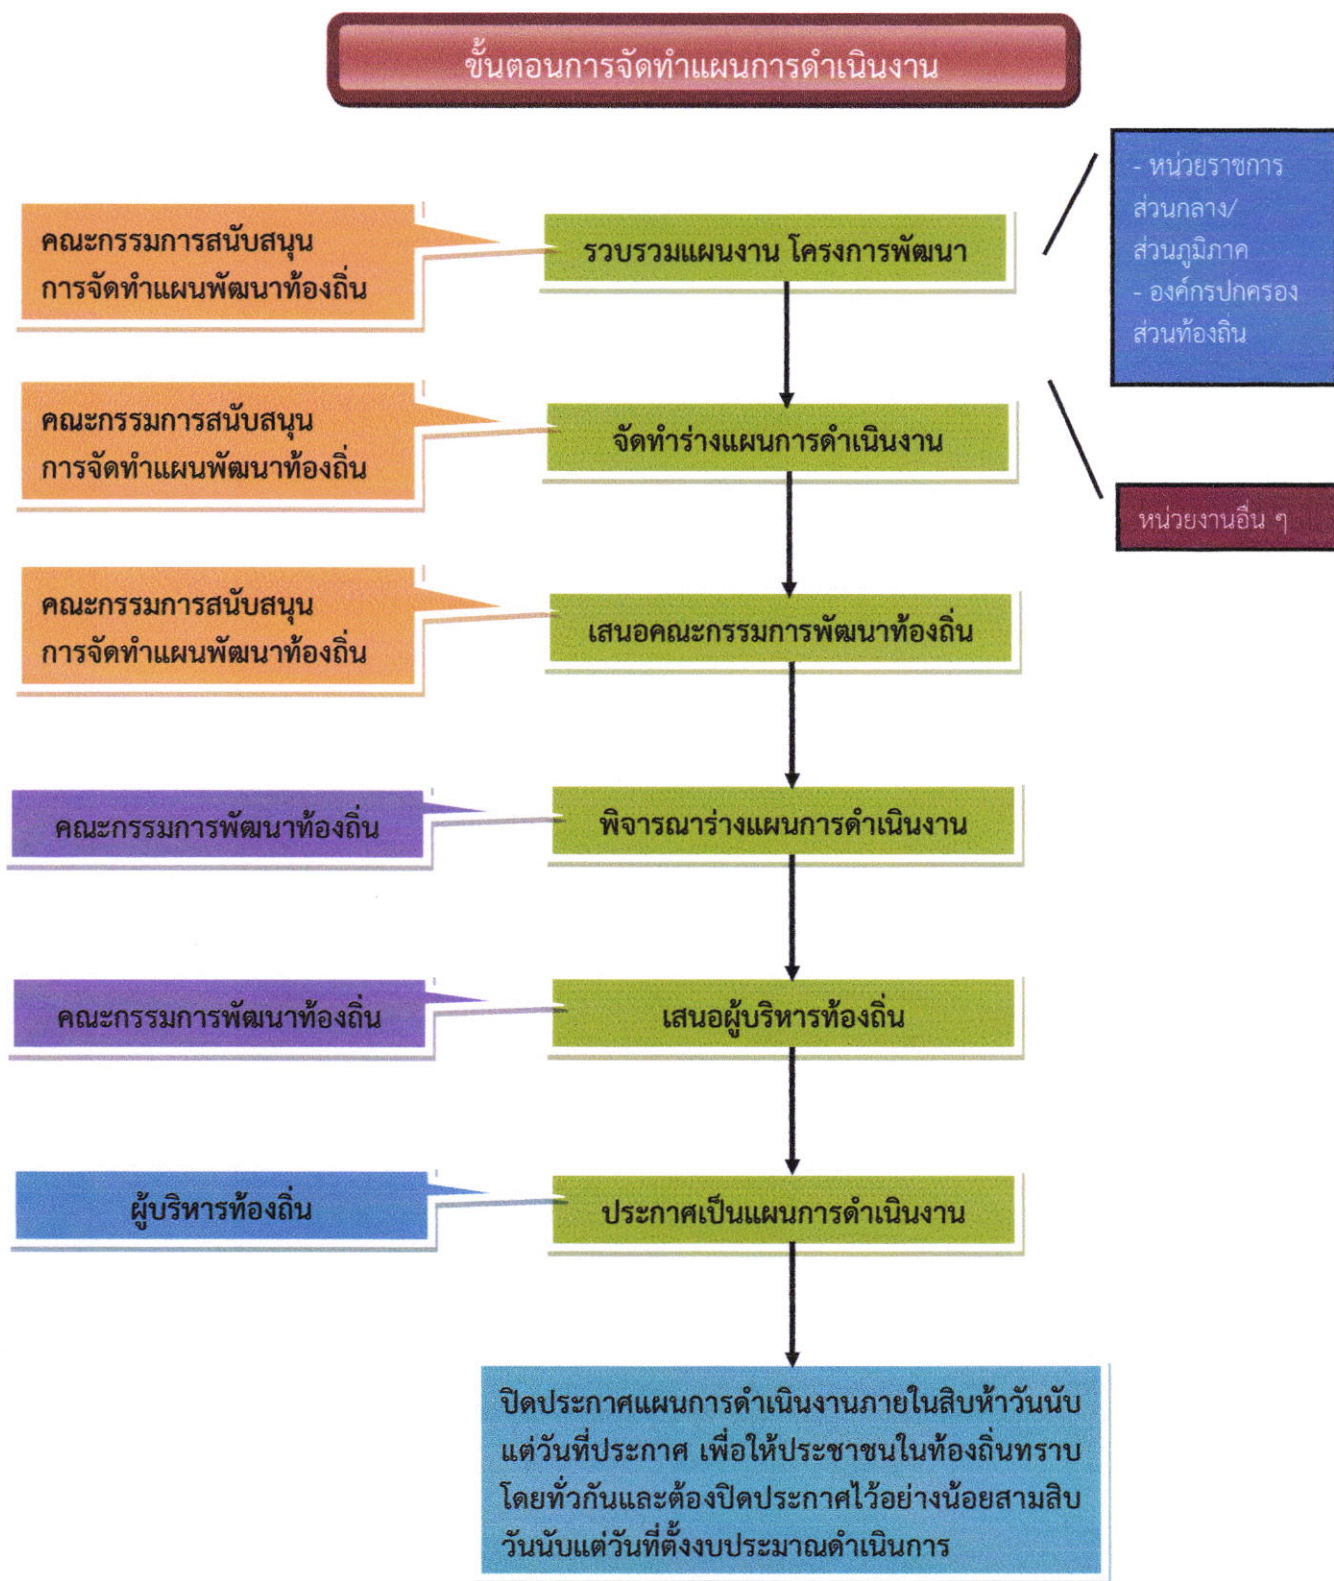 ขั้นตอนการจัดทำแผนการดำเนินงาน
- หน่วยราชการ
ส่วนกลาง/
ส่วนภูมิภาค
- องค์กรปกครอง
ส่วนท้องถิ่น
คณะกรรมการสนับสนุน
การจัดทำแผนพัฒนาท้องถิ่น
รวบรวมแผนงาน โครงการพัฒนา
คณะกรรมการสนับสนุน
การจัดทำแผนพัฒนาท้องถิ่น
จัดทำร่างแผนการดำเนินงาน
หน่วยงานอื่น ๆ
คณะกรรมการสนับสนุน
การจัดทำแผนพัฒนาท้องถิ่น
เสนอคณะกรรมการพัฒนาท้องถิ่น
คณะกรรมการพัฒนาท้องถิ่น
พิจารณาร่างแผนการดำเนินงาน
คณะกรรมการพัฒนาท้องถิ่น
เสนอผู้บริหารท้องถิ่น
ผู้บริหารท้องถิ่น
ประกาศเป็นแผนการดำเนินงาน
ปิดประกาศแผนการดำเนินงานภายในสิบห้าวันนับ
แต่วันที่ประกาศ เพื่อให้ประชาชนในท้องถิ่นทราบ
โดยทั่วกันและต้องปิดประกาศไว้อย่างน้อยสามสิบ
วันนับแต่วันที่ตั้งงบประมาณดำเนินการ